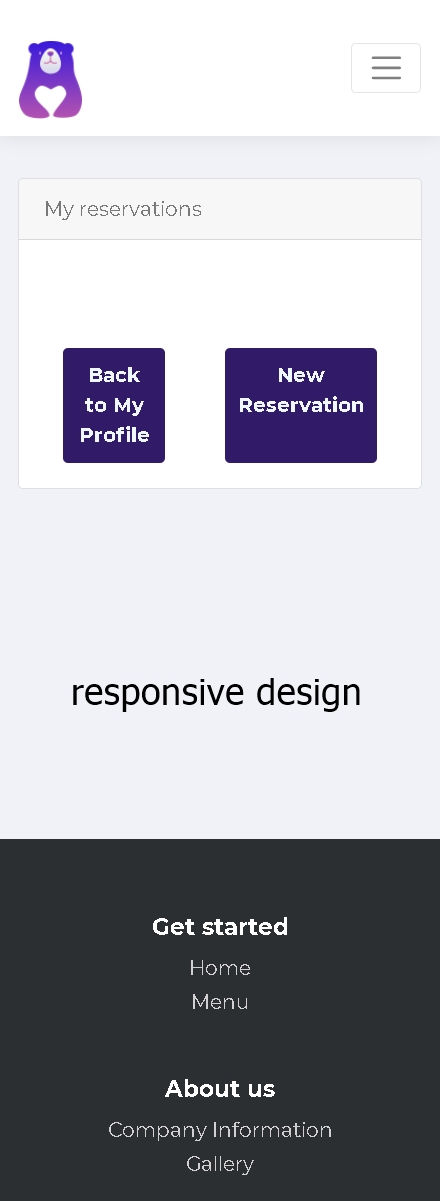 My reservations
Back
to My
Profile
New
Reservation
responsive design
Get started
Home
Menu
About us
Company Information
Gallery